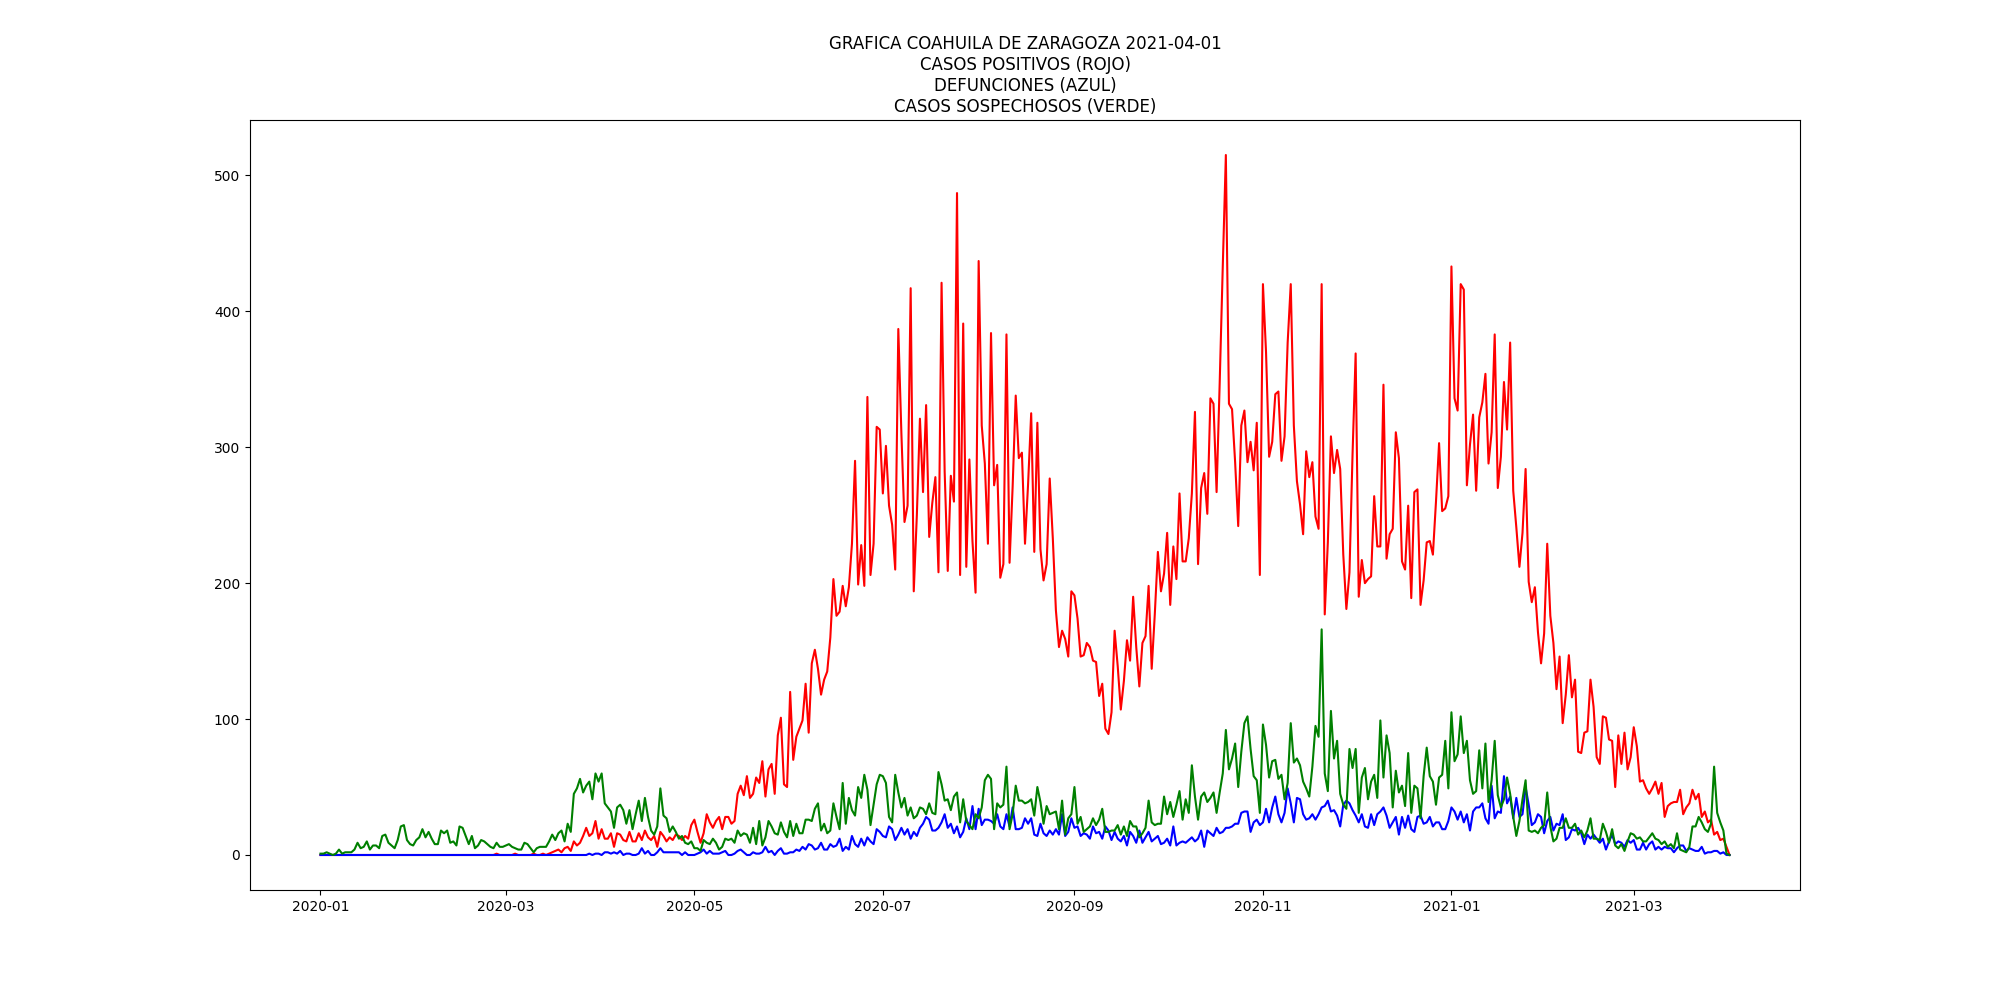 GRAFICA COAHUILA DE ZARAGOZA 2021-04-01
CASOS POSITIVOS (ROJO)
DEFUNCIONES (AZUL)
CASOS SOSPECHOSOS (VERDE)
500
400
300
200
100
0
2020-01 2020-03 2020-05 2020-07 2020-09 2020-11 2021-01 2021-03